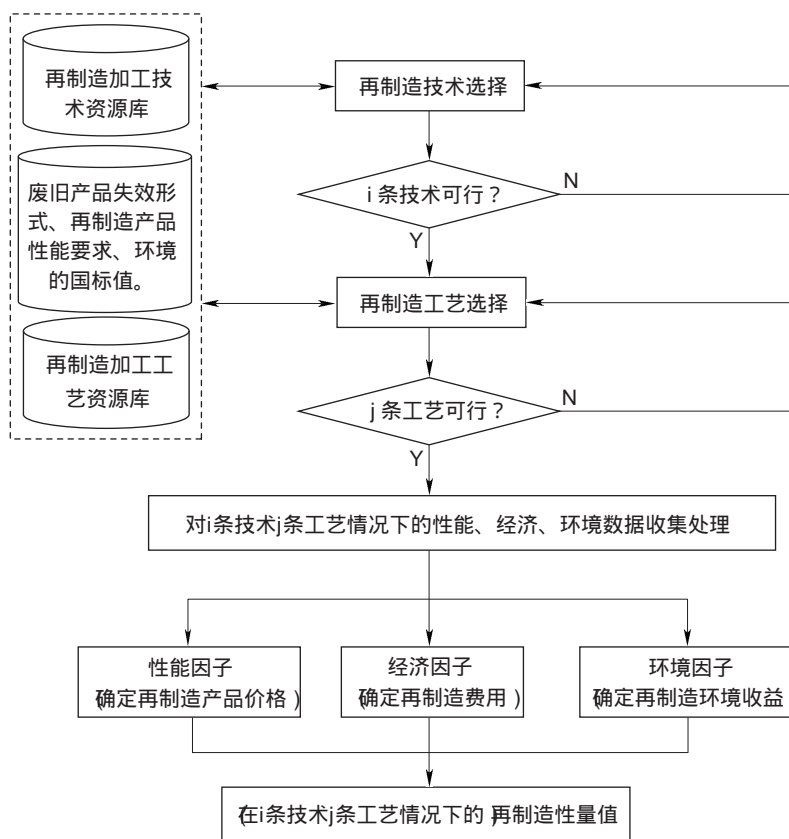 再制造加工技
术资源库
废旧产品失效形
式、再制造产品
性能要求、环境
的国标值。
再制造加工工
艺资源库
再制造技术选择
i 条技术可行？
N
Y
再制造工艺选择
j 条工艺可行？
N
Y
对i条技术j条工艺情况下的性能、经济、环境数据收集处理
性能因子
(确定再制造产品价格)
经济因子
(确定再制造费用)
环境因子
(确定再制造环境收益)
(在i条技术j条工艺情况下的)再制造性量值